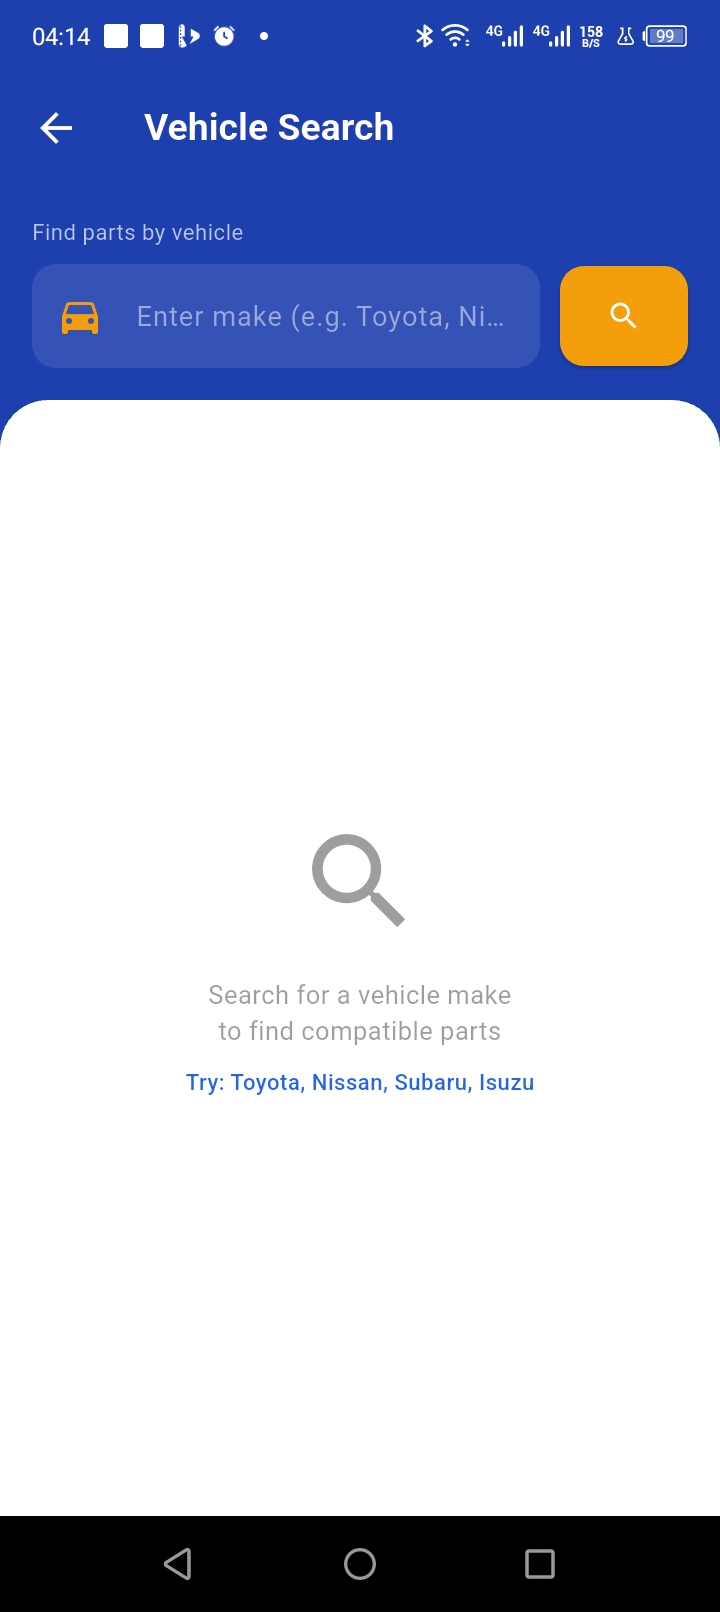 04:14
4G 4G 158 B/S 99
Vehicle Search
Find parts by vehicle
Enter make (e.g. Toyota, Ni...
Search for a vehicle make
to find compatible parts
Try: Toyota, Nissan, Subaru, Isuzu